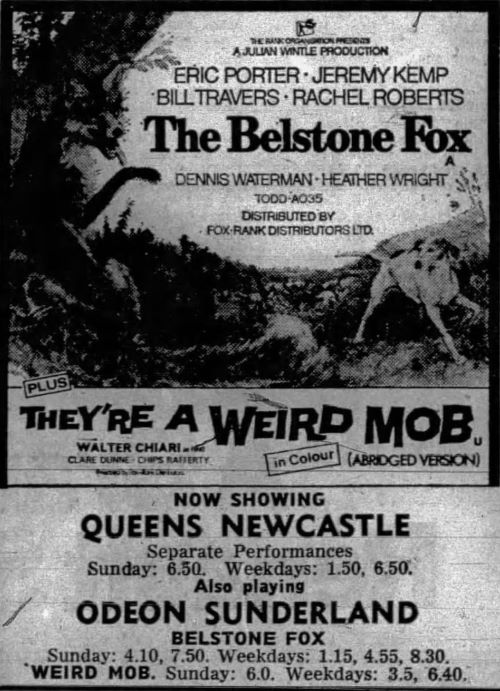 THE RANK ORGANISATION PRESENTS
A JULIAN WINTLE PRODUCTION
ERIC PORTER · JEREMY KEMP
BILL TRAVERS · RACHEL ROBERTS
The Belstone Fox
A
DENNIS WATERMAN · HEATHER WRIGHT
TODD-AO35
DISTRIBUTED BY
FOX-RANK DISTRIBUTORS LTD.
PLUS
THEY'RE A WEIRD MOB U
WALTER CHIARI
CLARE DUNNE · CHIPS RAFFERTY
in Colour (ABRIDGED VERSION)
NOW SHOWING
QUEENS NEWCASTLE
Separate Performances
Sunday: 6.50. Weekdays: 1.50, 6.50.
Also playing
ODEON SUNDERLAND
BELSTONE FOX
Sunday: 4.10, 7.50. Weekdays: 1.15, 4.55, 8.30.
WEIRD MOB. Sunday: 6.0. Weekdays: 3.5, 6.40.